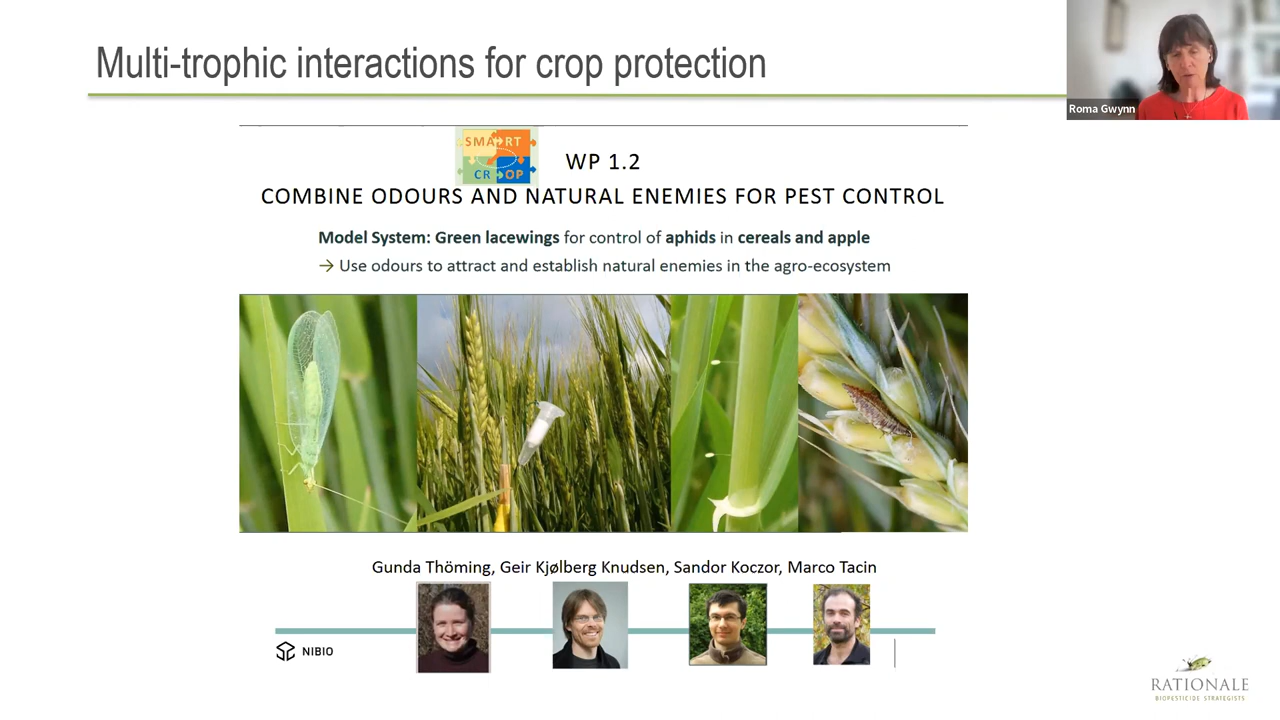 Multi-trophic interactions for crop protection
Roma Gwynn
SMART
CROP
WP 1.2
COMBINE ODOURS AND NATURAL ENEMIES FOR PEST CONTROL
Model System: Green lacewings for control of aphids in cereals and apple
→ Use odours to attract and establish natural enemies in the agro-ecosystem
Gunda Thöming, Geir Kjølberg Knudsen, Sandor Koczor, Marco Tacin
NIBIO
RATIONALE
BIOPESTICIDE STRATEGISTS